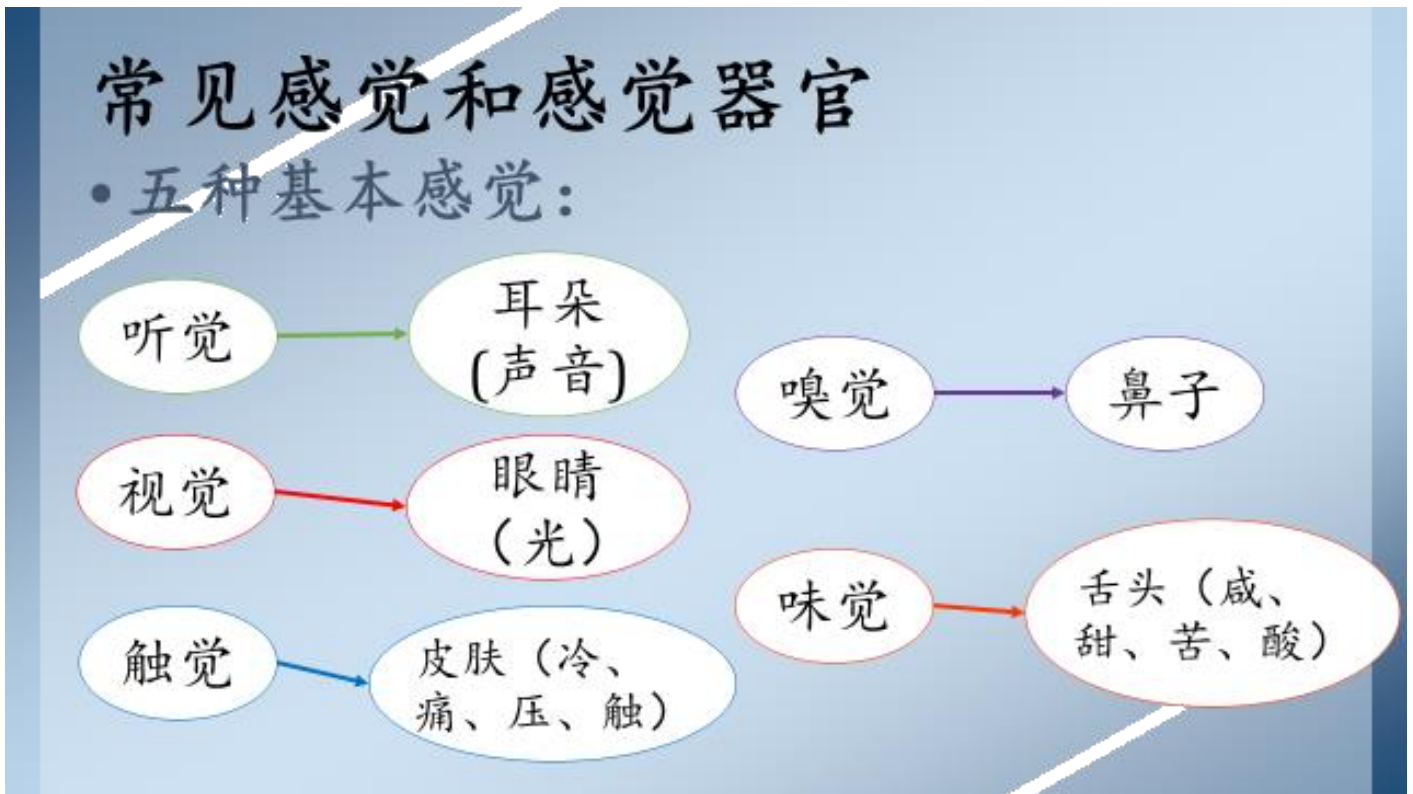 常见感觉和感觉器官
•五种基本感觉：
听觉
耳朵
(声音)
视觉
眼睛
（光）
触觉
皮肤（冷、
痛、压、触）
嗅觉
鼻子
味觉
舌头（咸、
甜、苦、酸）